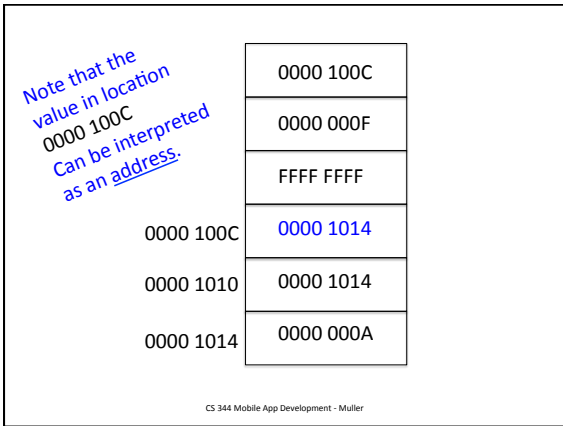 Note that the
value in location
0000 100C
Can be interpreted
as an address.
0000 100C
0000 000F
FFFF FFFF
0000 100C 0000 1014
0000 1010 0000 1014
0000 1014 0000 000A
CS 344 Mobile App Development - Muller